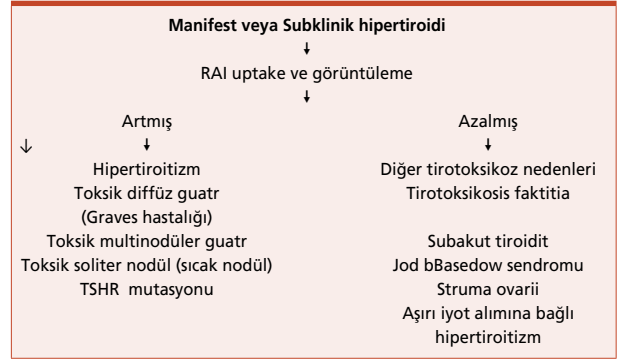 Manifest veya Subklinik hipertiroidi
↓
RAI uptake ve görüntüleme
↓
Artmış
↓
↓
Hipertiroitizm
Toksik diffüz guatr
(Graves hastalığı)
Toksik multinodüler guatr
Toksik soliter nodül (sıcak nodül)
TSHR mutasyonu
Azalmış
↓
Diğer tirotoksikoz nedenleri
Tirotoksikosis faktitia
Subakut tiroidit
Jod bBasedow sendromu
Struma ovarii
Aşırı iyot alımına bağlı
hipertiroitizm